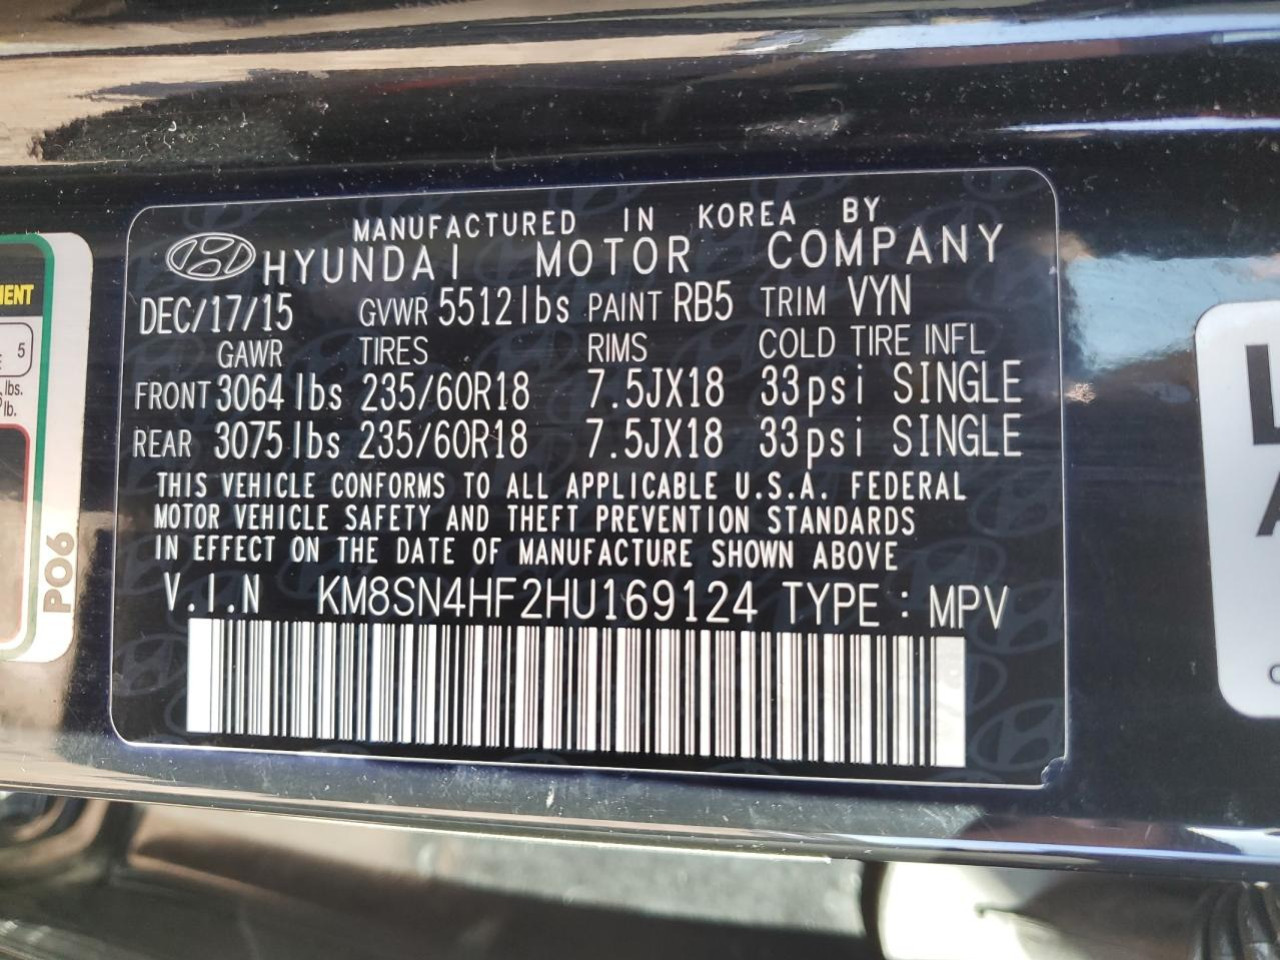 MANUFACTURED IN KOREA BY
HYUNDAI MOTOR COMPANY
DEC/17/15 GVWR 5512lbs PAINT RB5 TRIM VYN
GAWR TIRES RIMS COLD TIRE INFL
FRONT 3064lbs 235/60R18 7.5JX18 33psi SINGLE
REAR 3075lbs 235/60R18 7.5JX18 33psi SINGLE
THIS VEHICLE CONFORMS TO ALL APPLICABLE U.S.A. FEDERAL
MOTOR VEHICLE SAFETY AND THEFT PREVENTION STANDARDS
IN EFFECT ON THE DATE OF MANUFACTURE SHOWN ABOVE
V.I.N KM8SN4HF2HU169124 TYPE : MPV
5
lbs.
lb.
P06